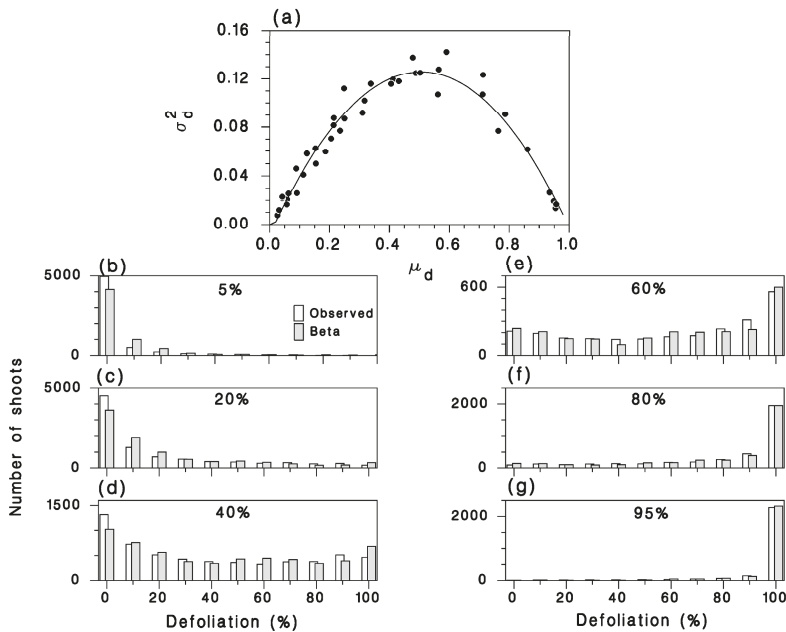 (a)
0.16
0.12
0.08
0.04
0.00
σ_d^2
0.0 0.2 0.4 0.6 0.8 1.0
μ_d
(b)
5000
0
5%
Observed
Beta
(c)
5000
0
20%
(d)
1500
0
40%
0 20 40 60 80 100
Defoliation (%)
Number of shoots
(e)
600
0
60%
(f)
2000
0
80%
(g)
2000
0
95%
0 20 40 60 80 100
Defoliation (%)